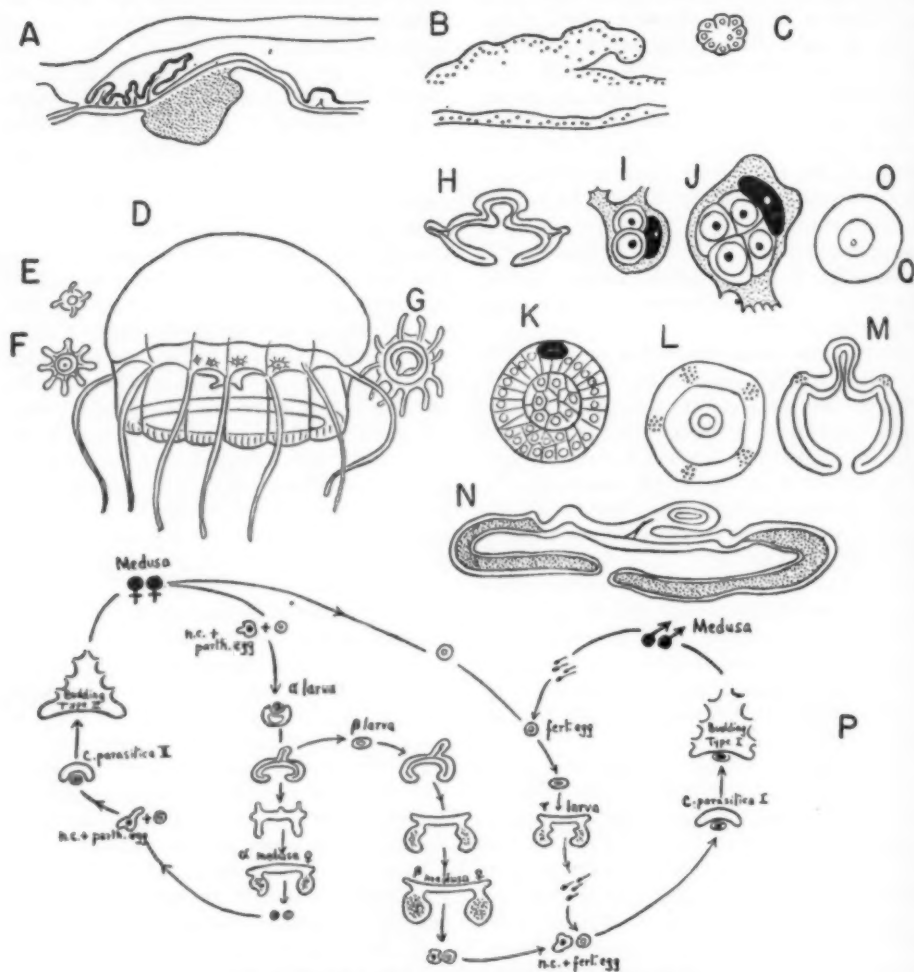 A
B
C
D
E
F
G
H
I
J
O
Q
K
L
M
N
P
Medusa
n.c. +
parth. egg
α larva
β larva
Budding
Type II
C. parasitica II
n.c. + parth. egg
α medusa ♀
β medusa ♀
Medusa
fert. egg
γ larva
Budding
Type I
C. parasitica I
n.c. + fert. egg